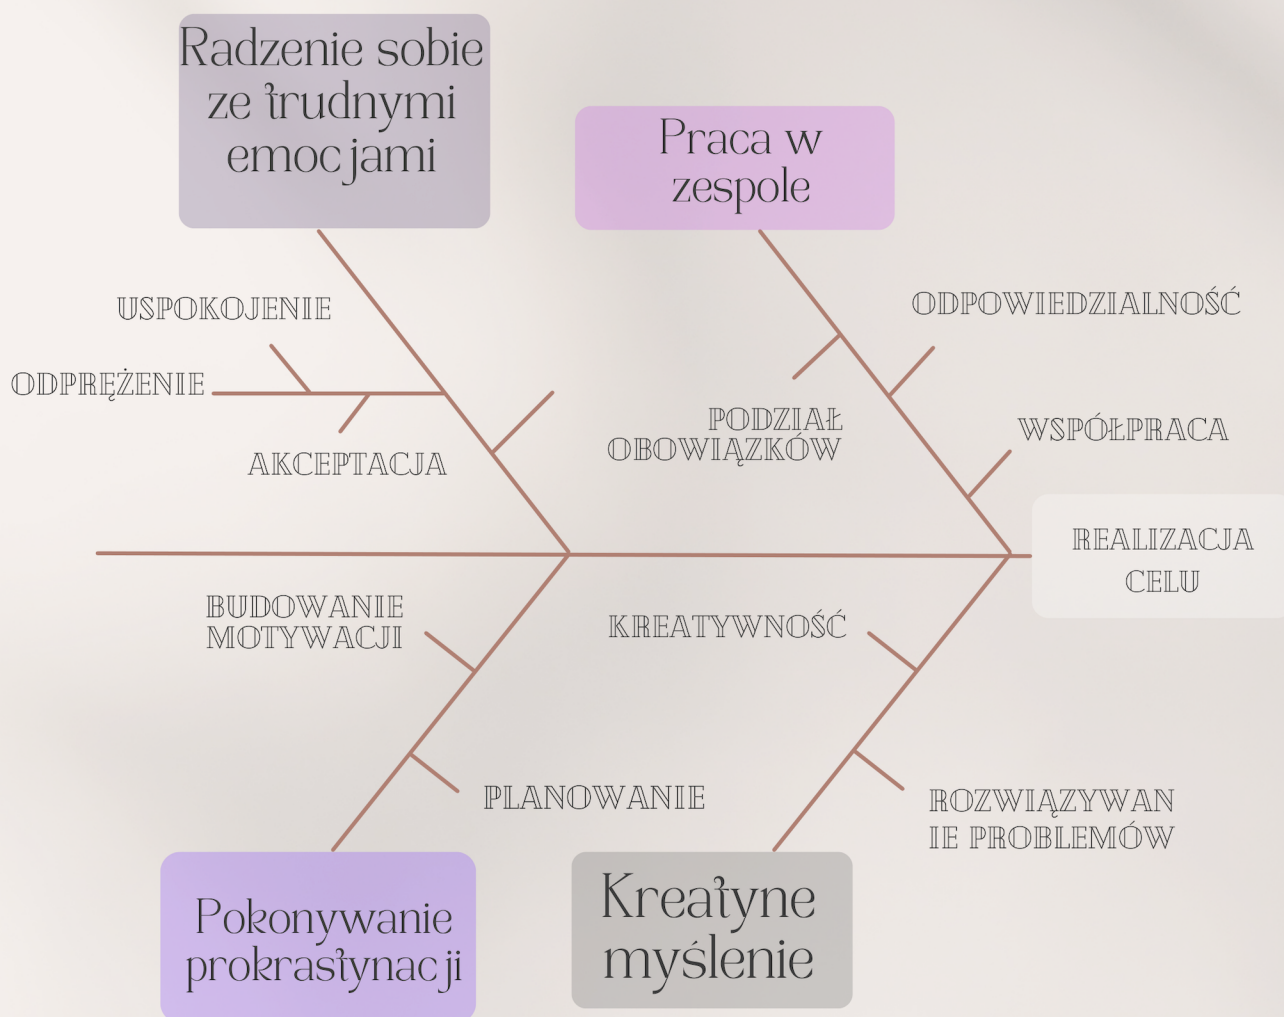 Radzenie sobie
ze trudnymi
emocjami
Praca w
zespole
USPOKOJENIE
ODPRĘŻENIE
AKCEPTACJA
ODPOWIEDZIALNOŚĆ
PODZIAŁ
OBOWIĄZKÓW
WSPÓŁPRACA
REALIZACJA
CELU
BUDOWANIE
MOTYWACJI
KREATYWNOŚĆ
PLANOWANIE
ROZWIĄZYWAN
IE PROBLEMÓW
Pokonywanie
prokrastynacji
Kreatyne
myślenie